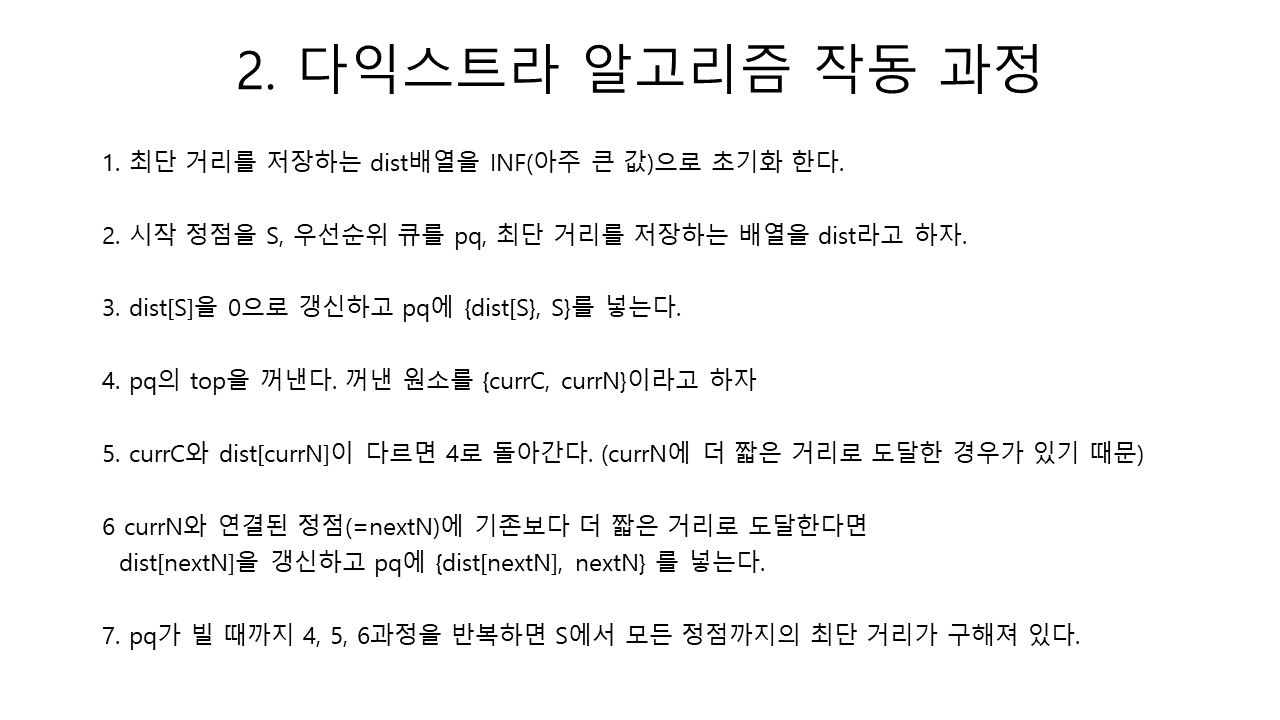 2. 다익스트라 알고리즘 작동 과정
1. 최단 거리를 저장하는 dist배열을 INF(아주 큰 값)으로 초기화 한다.
2. 시작 정점을 S, 우선순위 큐를 pq, 최단 거리를 저장하는 배열을 dist라고 하자.
3. dist[S]을 0으로 갱신하고 pq에 {dist[S}, S}를 넣는다.
4. pq의 top을 꺼낸다. 꺼낸 원소를 {currC, currN}이라고 하자
5. currC와 dist[currN]이 다르면 4로 돌아간다. (currN에 더 짧은 거리로 도달한 경우가 있기 때문)
6 currN와 연결된 정점(=nextN)에 기존보다 더 짧은 거리로 도달한다면
dist[nextN]을 갱신하고 pq에 {dist[nextN], nextN} 를 넣는다.
7. pq가 빌 때까지 4, 5, 6과정을 반복하면 S에서 모든 정점까지의 최단 거리가 구해져 있다.